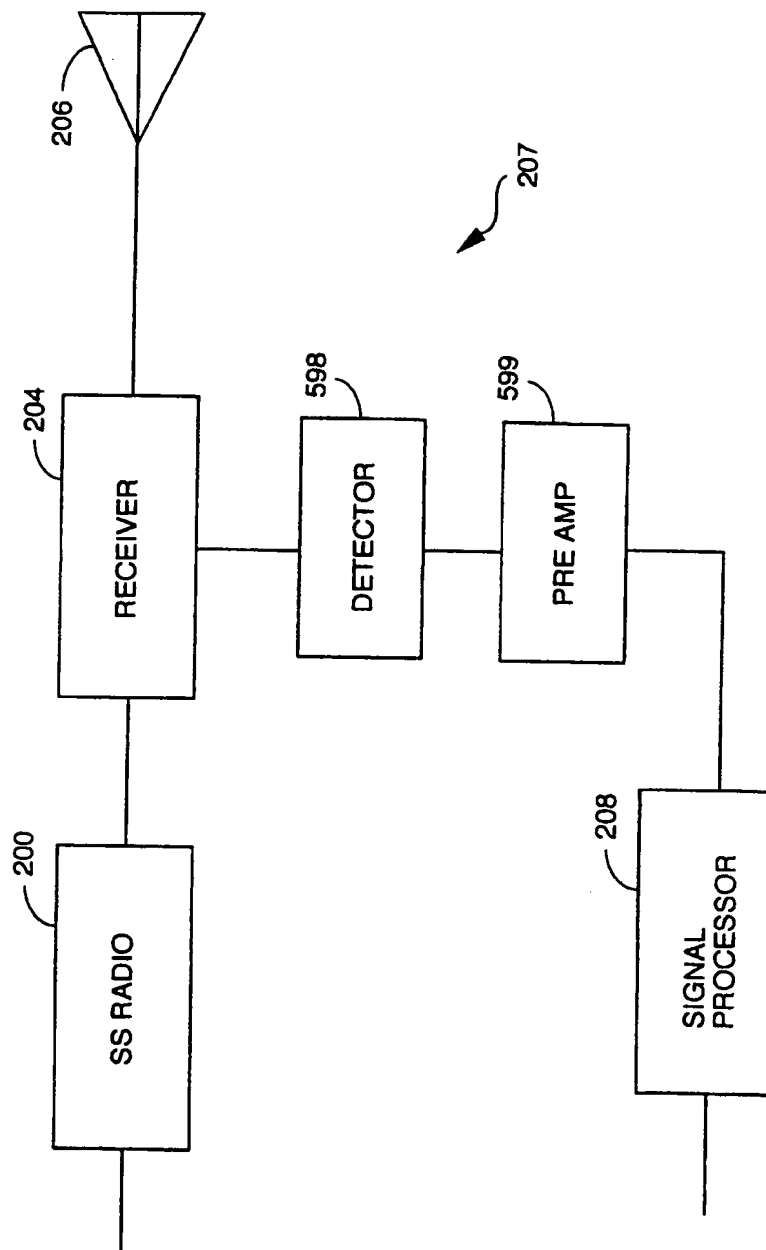 200
SS RADIO
204
RECEIVER
206
598
DETECTOR
207
599
PRE AMP
208
SIGNAL
PROCESSOR